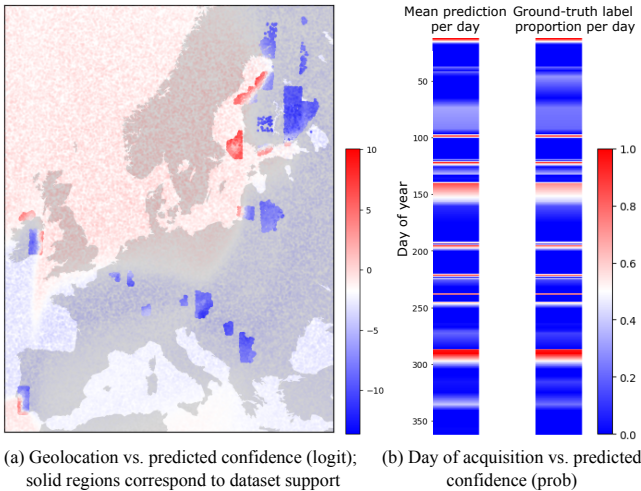 Mean prediction
per day
Ground-truth label
proportion per day
10
5
0
−5
−10
Day of year
50
100
150
200
250
300
350
1.0
0.8
0.6
0.4
0.2
0.0
(a) Geolocation vs. predicted confidence (logit);
solid regions correspond to dataset support
(b) Day of acquisition vs. predicted
confidence (prob)